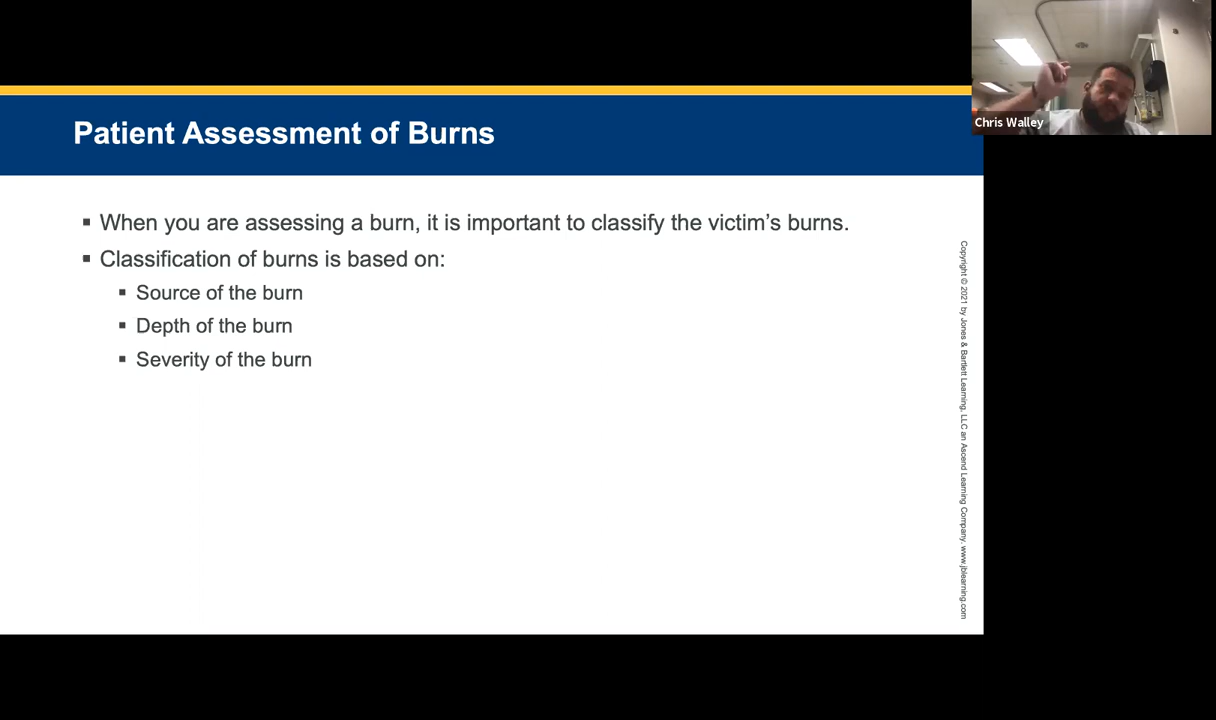 Patient Assessment of Burns
Chris Walley
▪ When you are assessing a burn, it is important to classify the victim’s burns.
▪ Classification of burns is based on:
▪ Source of the burn
▪ Depth of the burn
▪ Severity of the burn
Copyright © 2021 by Jones & Bartlett Learning, LLC an Ascend Learning Company. www.jblearning.com